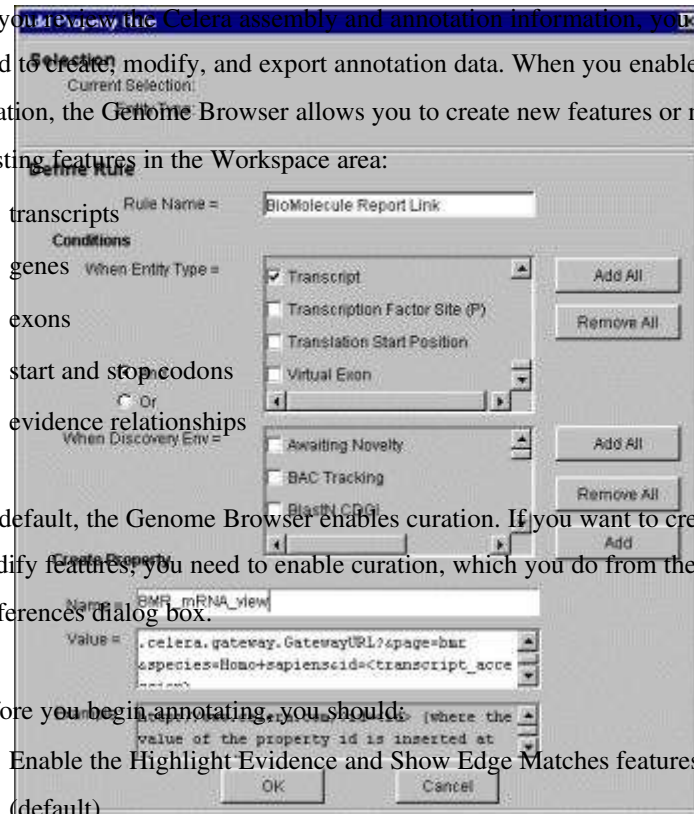 Add Property Rule
you review the Celera assembly and annotation information, you
Selection
d to create, modify, and export annotation data. When you enable
Current Selection:
Entity Type:
ation, the Genome Browser allows you to create new features or
sting features in the Workspace area:
Define Rule
transcripts
Rule Name = BioMolecule Report Link
Conditions
genes
When Entity Type =
Transcript
Add All
Transcription Factor Site (P)
Remove All
exons
Translation Start Position
start and stop codons
Virtual Exon
Or
evidence relationships
When Discovery Env =
Awaiting Novelty
Add All
BAC Tracking
Remove All
BlastN CDGI
default, the Genome Browser enables curation. If you want to cre
Add
Create Property
dify features, you need to enable curation, which you do from the
Name = BMR_mRNA_view
ferences dialog box.
Value = .celera.gateway.GatewayURL?&page=bmr
&species=Homo+sapiens&id=<transcript_acce
ore you begin annotating, you should:
(where the
value of the property id is inserted at
Enable the Highlight Evidence and Show Edge Matches features
OK Cancel
(default)